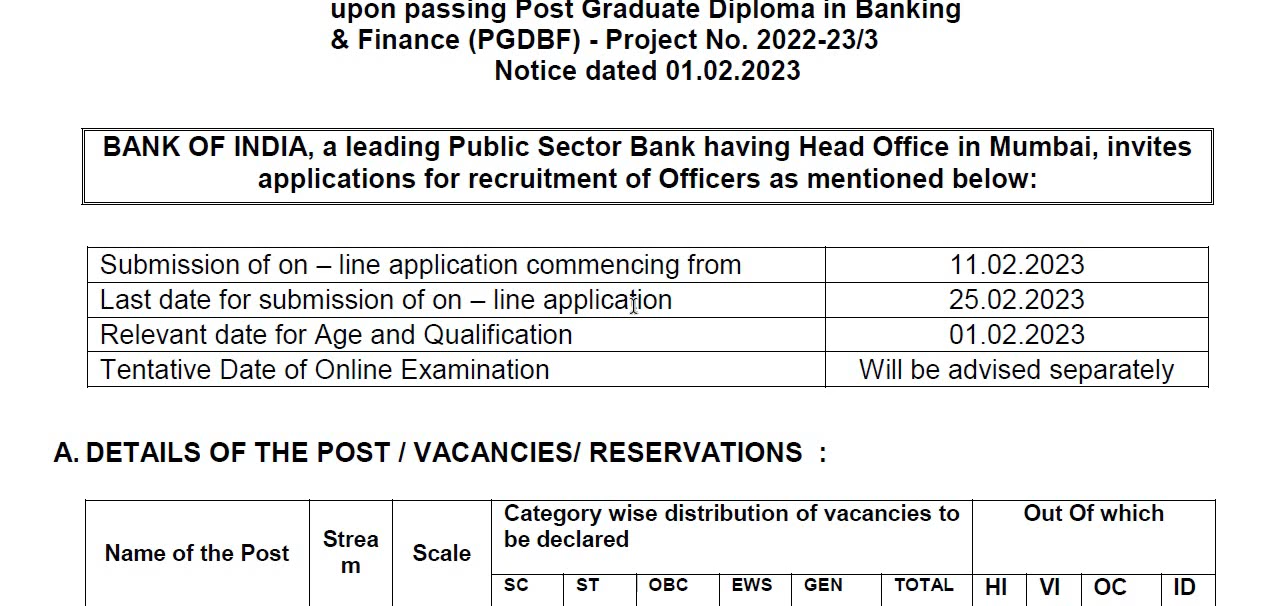 upon passing Post Graduate Diploma in Banking
& Finance (PGDBF) - Project No. 2022-23/3
Notice dated 01.02.2023
BANK OF INDIA, a leading Public Sector Bank having Head Office in Mumbai, invites
applications for recruitment of Officers as mentioned below:
Submission of on – line application commencing from 11.02.2023
Last date for submission of on – line application 25.02.2023
Relevant date for Age and Qualification 01.02.2023
Tentative Date of Online Examination Will be advised separately
A. DETAILS OF THE POST / VACANCIES/ RESERVATIONS :
Name of the Post
Strea
m
Scale
Category wise distribution of vacancies to
be declared
Out Of which
SC ST OBC EWS GEN TOTAL HI VI OC ID